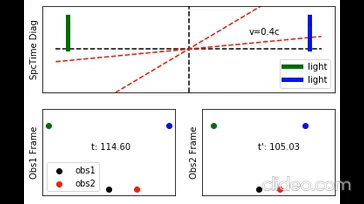 SpcTime Diag
v=0.4c
light
light
Obs1 Frame
t: 114.60
obs1
obs2
Obs2 Frame
t': 105.03
clideo.com